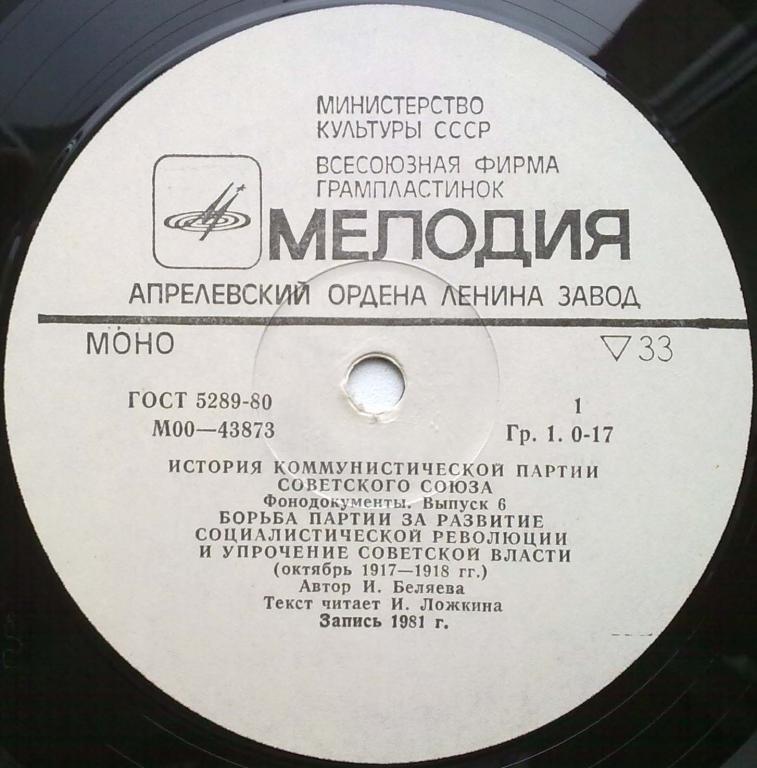 МИНИСТЕРСТВО
КУЛЬТУРЫ СССР
ВСЕСОЮЗНАЯ ФИРМА
ГРАМПЛАСТИНОК
МЕЛОДИЯ
АПРЕЛЕВСКИЙ ОРДЕНА ЛЕНИНА ЗАВОД
МОНО ▽33
ГОСТ 5289-80 1
М00—43873 Гр. 1. 0-17
ИСТОРИЯ КОММУНИСТИЧЕСКОЙ ПАРТИИ
СОВЕТСКОГО СОЮЗА
Фонодокументы. Выпуск 6
БОРЬБА ПАРТИИ ЗА РАЗВИТИЕ
СОЦИАЛИСТИЧЕСКОЙ РЕВОЛЮЦИИ
И УПРОЧЕНИЕ СОВЕТСКОЙ ВЛАСТИ
(октябрь 1917—1918 гг.)
Автор И. Беляева
Текст читает И. Ложкина
Запись 1981 г.